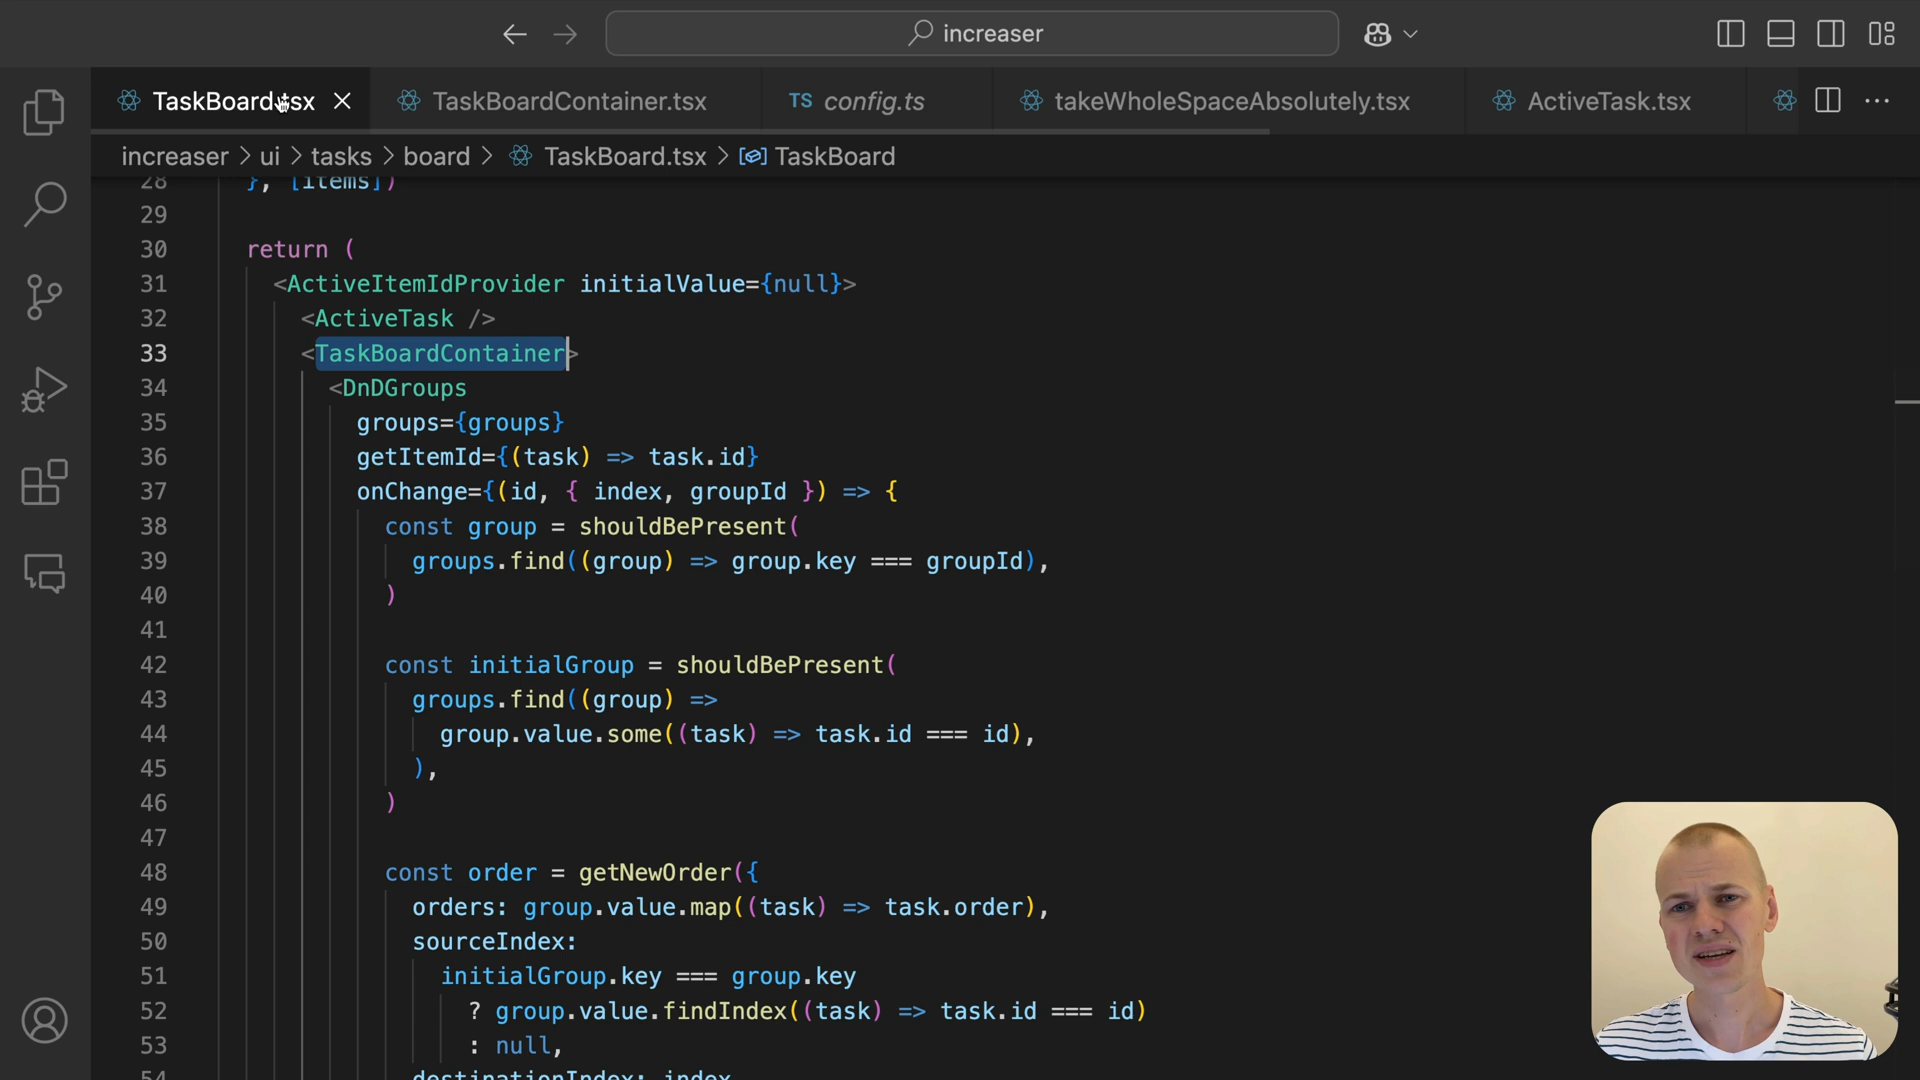 increaser
TaskBoard.tsx
TaskBoardContainer.tsx
TS config.ts
takeWholeSpaceAbsolutely.tsx
ActiveTask.tsx
increaser > ui > tasks > board > TaskBoard.tsx > TaskBoard
28 }, [items])
29
30 return (
31 <ActiveItemIdProvider initialValue={null}>
32 <ActiveTask />
33 <TaskBoardContainer>
34 <DnDGroups
35 groups={groups}
36 getItemId={(task) => task.id}
37 onChange={(id, { index, groupId }) => {
38 const group = shouldBePresent(
39 groups.find((group) => group.key === groupId),
40 )
41
42 const initialGroup = shouldBePresent(
43 groups.find((group) =>
44 group.value.some((task) => task.id === id),
45 ),
46 )
47
48 const order = getNewOrder({
49 orders: group.value.map((task) => task.order),
50 sourceIndex:
51 initialGroup.key === group.key
52 ? group.value.findIndex((task) => task.id === id)
53 : null,
54 destinationIndex: index